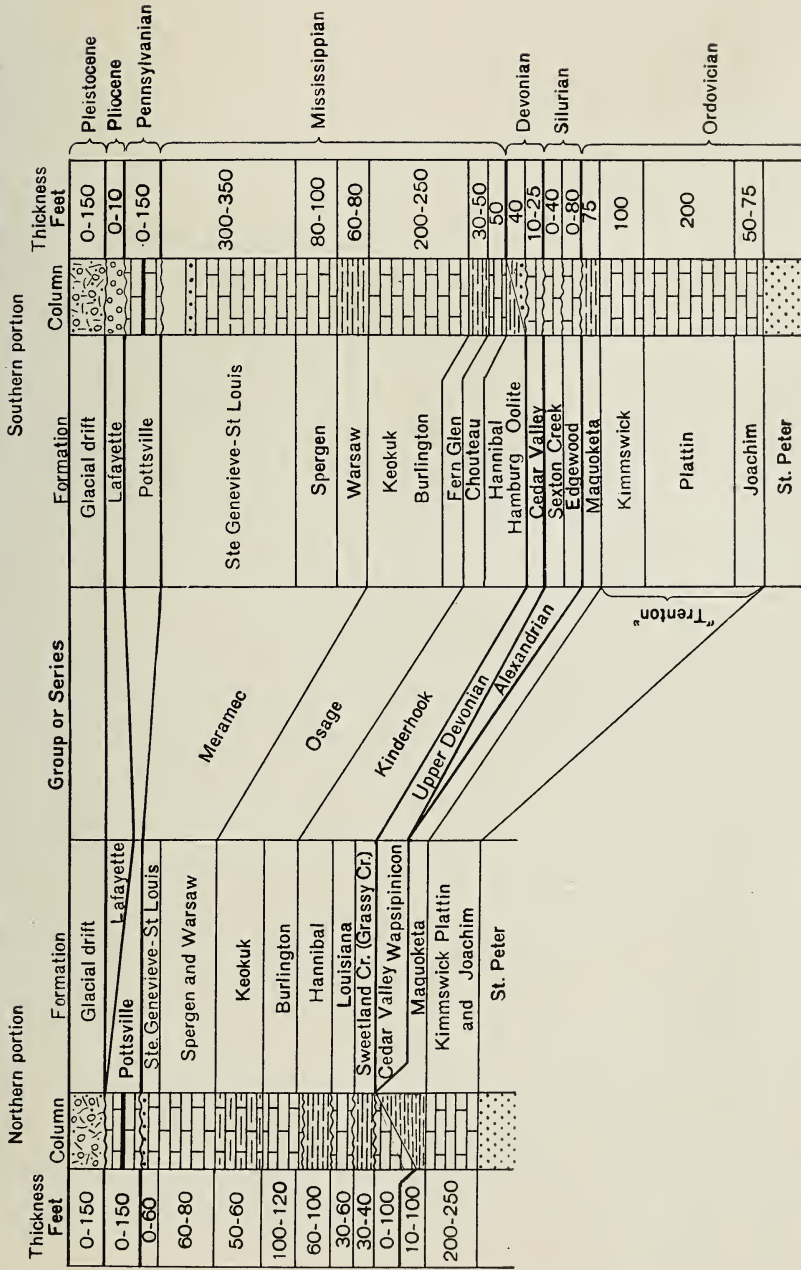 Northern portion
Southern portion
Thickness Feet
Column
Formation
Group or Series
Formation
Column
Thickness Feet
0-150
Glacial drift
Glacial drift
0-150
Pleistocene
Lafayette
Lafayette
0-10
Pliocene
0-150
Pottsville
Pottsville
0-150
Pennsylvanian
0-60
Ste. Genevieve-St Louis
Meramec
Ste Genevieve-St Louis
300-350
Mississippian
60-80
Spergen and Warsaw
Spergen
80-100
Warsaw
60-80
50-60
Keokuk
Osage
Keokuk
Burlington
200-250
100-120
Burlington
Fern Glen
60-100
Hannibal
Kinderhook
Chouteau
30-50
30-60
Louisiana
Hannibal
50
30-40
Sweetland Cr. (Grassy Cr.)
Hamburg Oolite
40
0-100
Cedar Valley Wapsipinicon
Upper Devonian
Cedar Valley
10-25
Devonian
Alexandrian
Sexton Creek
0-40
Silurian
Edgewood
0-80
10-100
Maquoketa
Maquoketa
75
Ordovician
200-250
Kimmswick Plattin
and Joachim
"Trenton"
Kimmswick
100
Plattin
200
Joachim
50-75
St. Peter
St. Peter